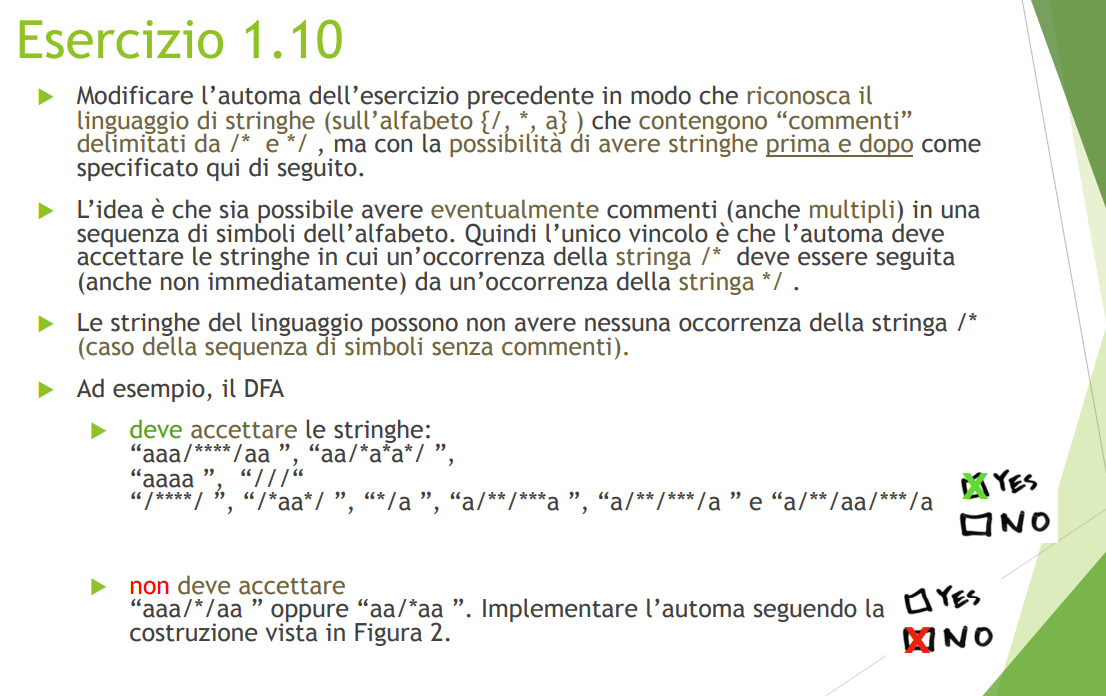 Esercizio 1.10
Modificare l’automa dell’esercizio precedente in modo che riconosca il
linguaggio di stringhe (sull’alfabeto {/, *, a} ) che contengono “commenti”
delimitati da /* e */ , ma con la possibilità di avere stringhe prima e dopo come
specificato qui di seguito.
L’idea è che sia possibile avere eventualmente commenti (anche multipli) in una
sequenza di simboli dell’alfabeto. Quindi l’unico vincolo è che l’automa deve
accettare le stringhe in cui un’occorrenza della stringa /* deve essere seguita
(anche non immediatamente) da un’occorrenza della stringa */ .
Le stringhe del linguaggio possono non avere nessuna occorrenza della stringa /*
(caso della sequenza di simboli senza commenti).
Ad esempio, il DFA
deve accettare le stringhe:
“aaa/****/aa ”, “aa/*a*a*/ ”,
“aaaa ”, “///“
“/****/ ”, “/*aa*/ ”, “*/a ”, “a/**/***a ”, “a/**/***/a ” e “a/**/aa/***/a
YES
NO
non deve accettare
“aaa/*/aa ” oppure “aa/*aa ”. Implementare l’automa seguendo la
costruzione vista in Figura 2.
YES
NO